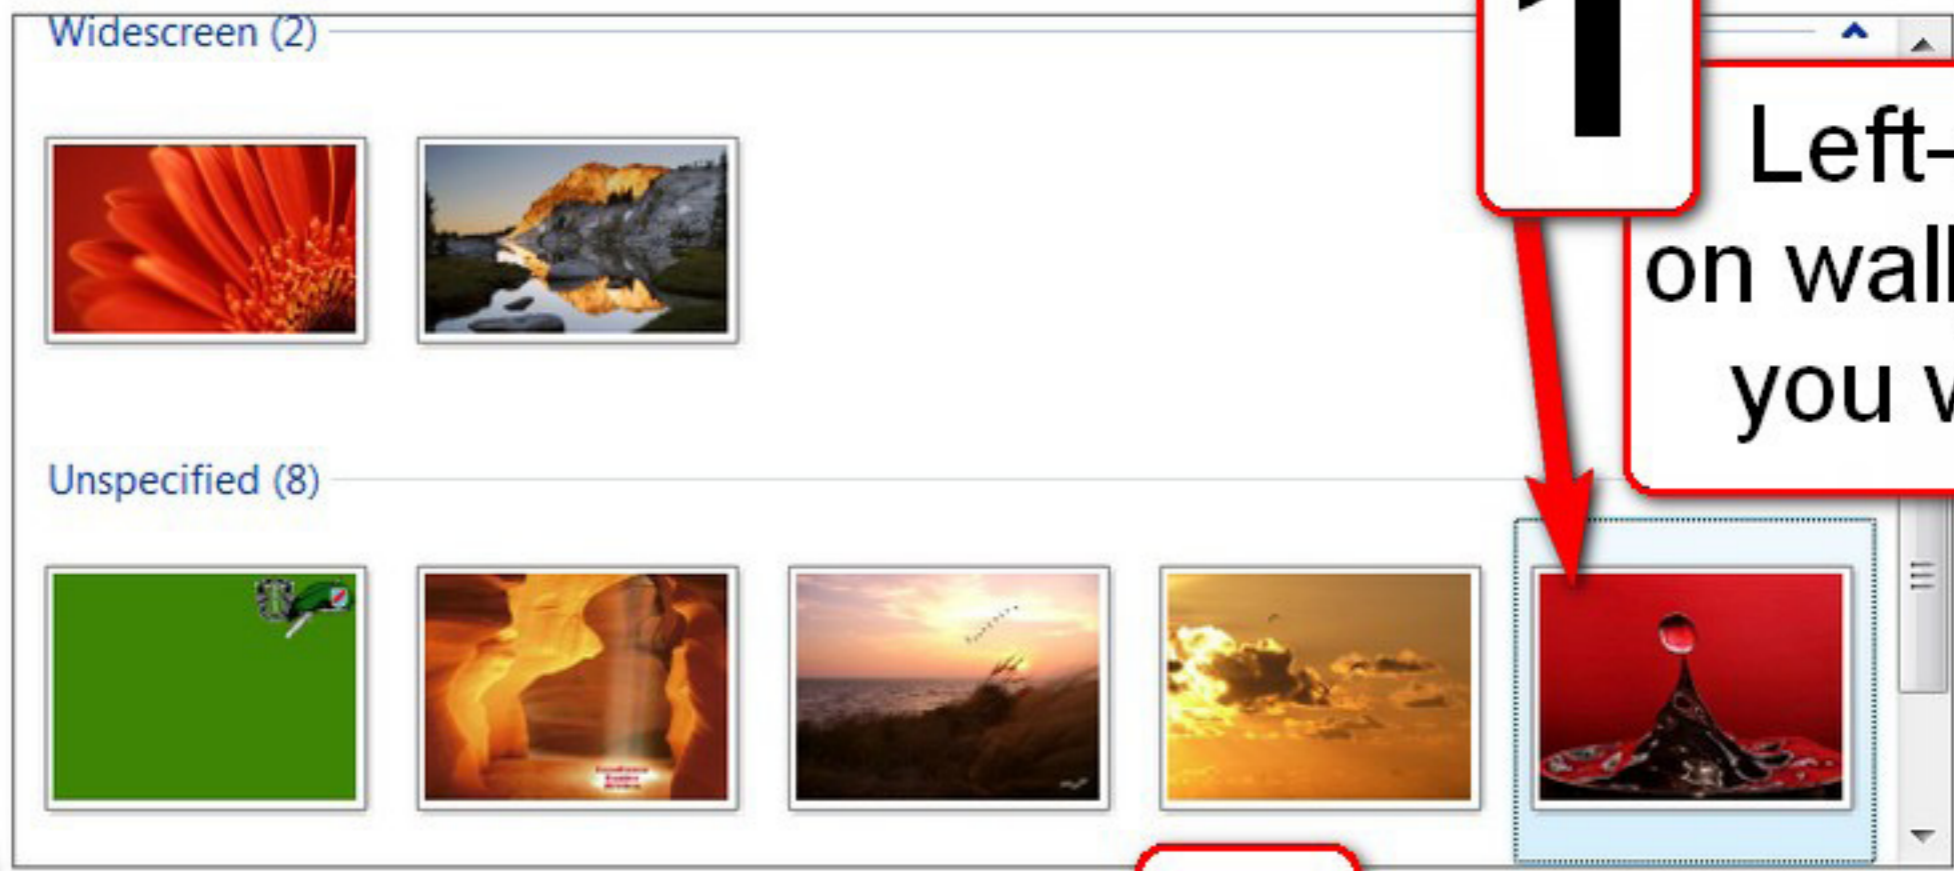 Widescreen (2)
1
Left-
on wall
you
Unspecified (8)